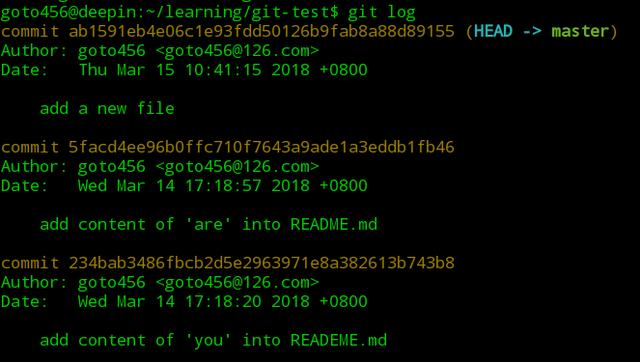 goto456@deepin:~/learning/git-test$ git log
commit ab1591eb4e06c1e93fdd50126b9fab8a88d89155 (HEAD -> master)
Author: goto456 <goto456@126.com>
Date:   Thu Mar 15 10:41:15 2018 +0800
add a new file
commit 5facd4ee96b0ffc710f7643a9ade1a3eddb1fb46
Author: goto456 <goto456@126.com>
Date:   Wed Mar 14 17:18:57 2018 +0800
add content of 'are' into README.md
commit 234bab3486fbcb2d5e2963971e8a382613b743b8
Author: goto456 <goto456@126.com>
Date:   Wed Mar 14 17:18:20 2018 +0800
add content of 'you' into READEME.md